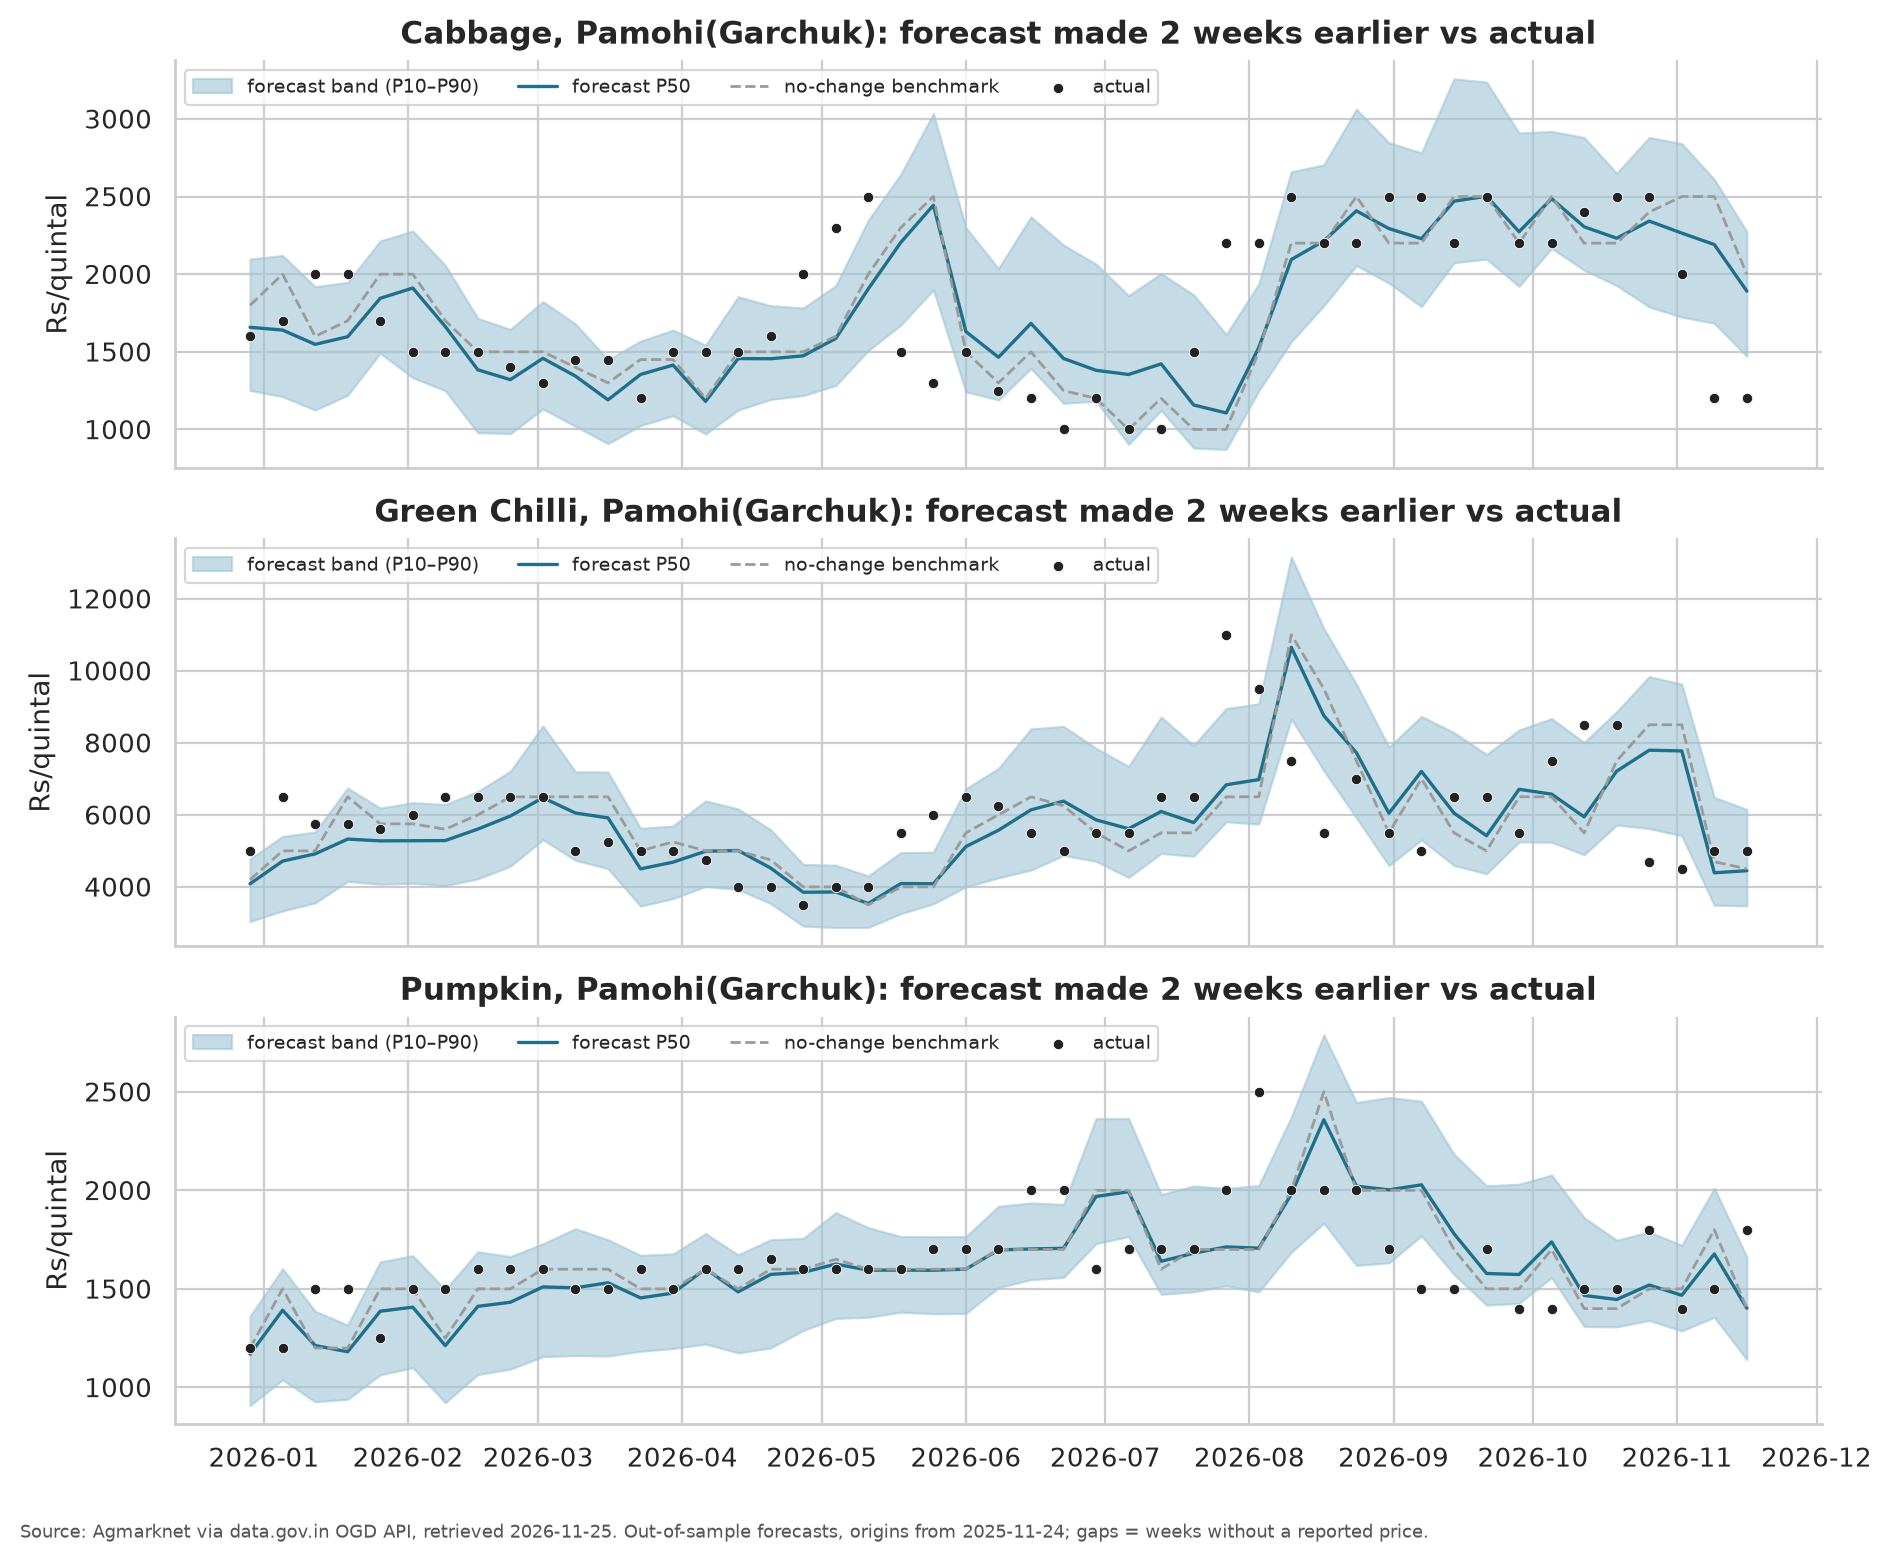 Cabbage, Pamohi(Garchuk): forecast made 2 weeks earlier vs actual
forecast band (P10–P90) forecast P50 no-change benchmark actual
Rs/quintal
3000
2500
2000
1500
1000
Green Chilli, Pamohi(Garchuk): forecast made 2 weeks earlier vs actual
forecast band (P10–P90) forecast P50 no-change benchmark actual
Rs/quintal
12000
10000
8000
6000
4000
Pumpkin, Pamohi(Garchuk): forecast made 2 weeks earlier vs actual
forecast band (P10–P90) forecast P50 no-change benchmark actual
Rs/quintal
2500
2000
1500
1000
2026-01 2026-02 2026-03 2026-04 2026-05 2026-06 2026-07 2026-08 2026-09 2026-10 2026-11 2026-12
Source: Agmarknet via data.gov.in OGD API, retrieved 2026-11-25. Out-of-sample forecasts, origins from 2025-11-24; gaps = weeks without a reported price.